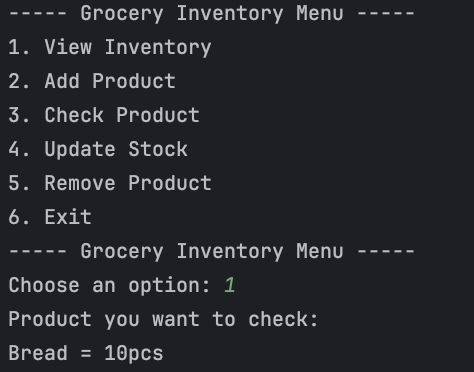 ----- Grocery Inventory Menu -----
1. View Inventory
2. Add Product
3. Check Product
4. Update Stock
5. Remove Product
6. Exit
----- Grocery Inventory Menu -----
Choose an option: 1
Product you want to check:
Bread = 10pcs